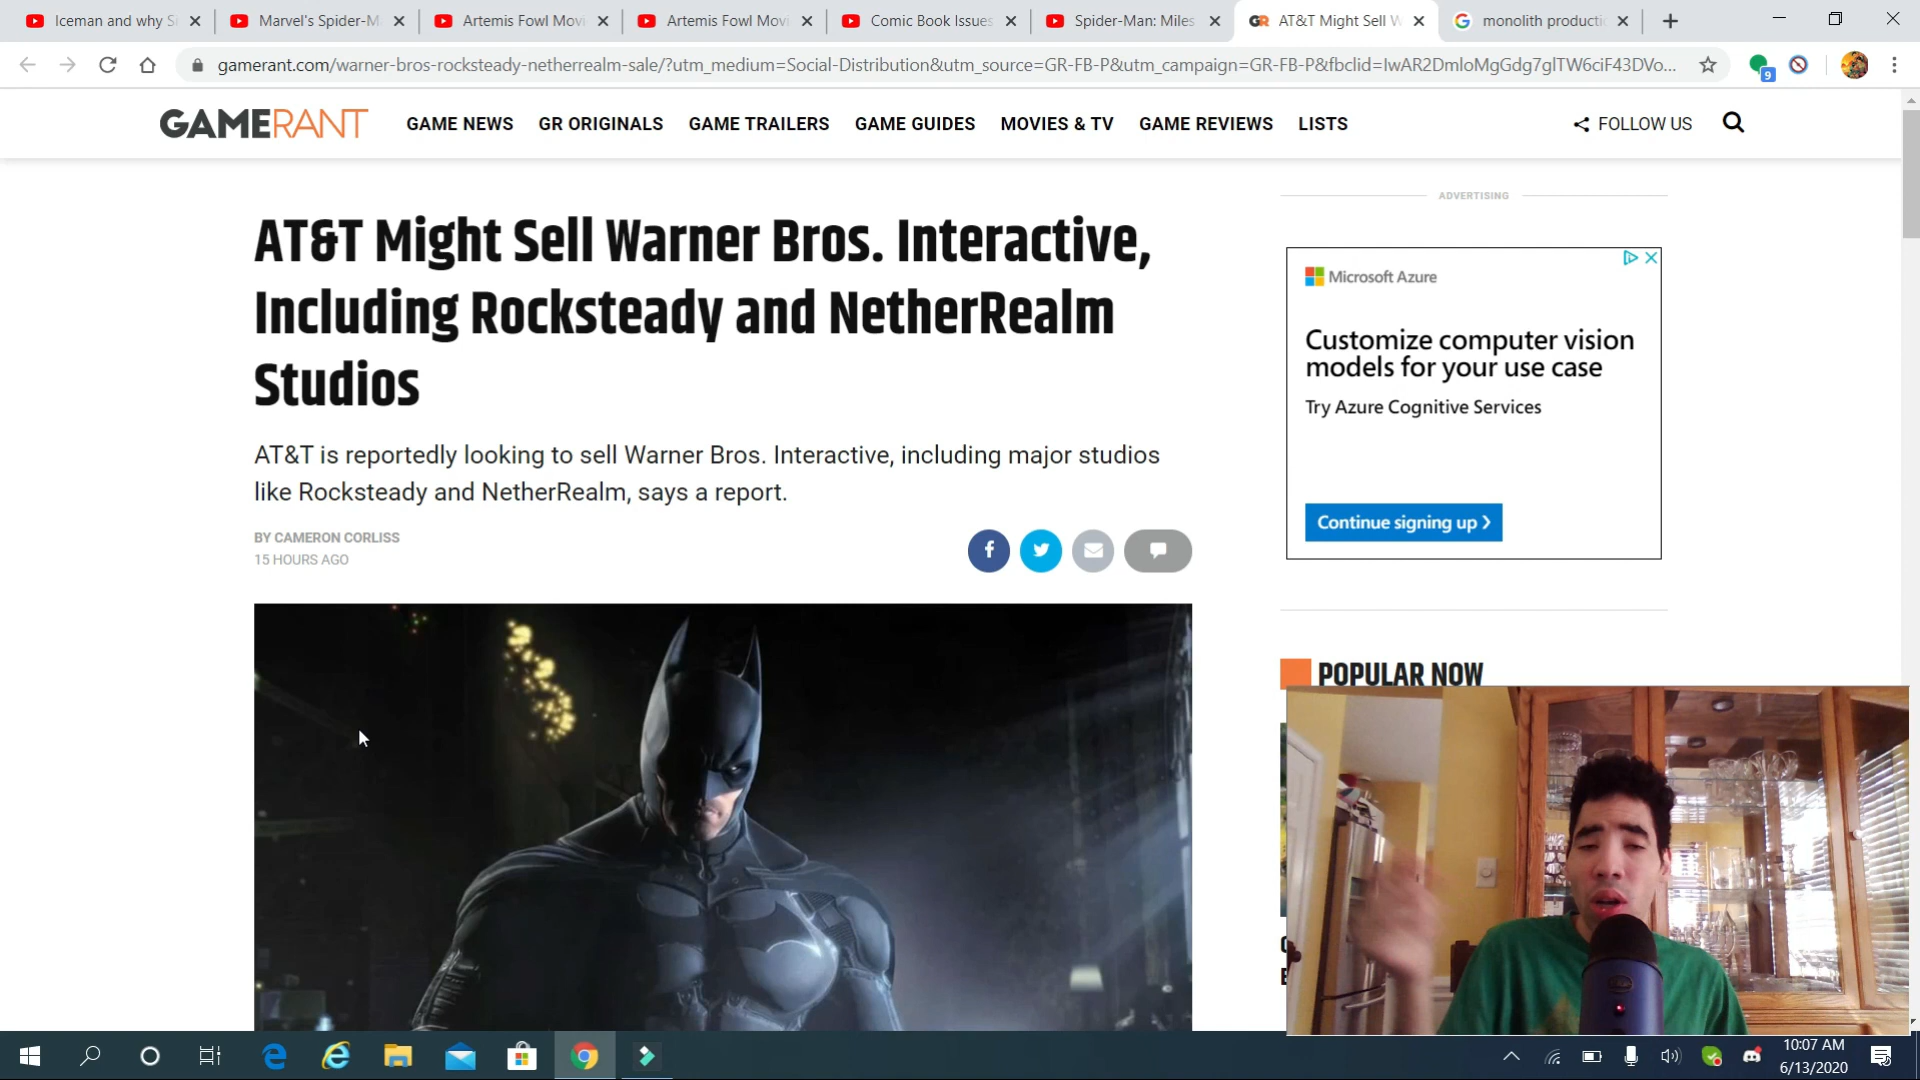 Iceman and why Si
Marvel's Spider-Ma
Artemis Fowl Movi
Artemis Fowl Movi
Comic Book Issues
Spider-Man: Miles
GR AT&T Might Sell W
monolith producti
gamerant.com/warner-bros-rocksteady-netherrealm-sale/?utm_medium=Social-Distribution&utm_source=GR-FB-P&utm_campaign=GR-FB-P&fbclid=IwAR2DmloMgGdg7glTW6ciF43DVo...
9
GAMERANT
GAME NEWS
GR ORIGINALS
GAME TRAILERS
GAME GUIDES
MOVIES & TV
GAME REVIEWS
LISTS
FOLLOW US
AT&T Might Sell Warner Bros. Interactive,
Including Rocksteady and NetherRealm
Studios
AT&T is reportedly looking to sell Warner Bros. Interactive, including major studios
like Rocksteady and NetherRealm, says a report.
BY CAMERON CORLISS
15 HOURS AGO
ADVERTISING
Microsoft Azure
Customize computer vision
models for your use case
Try Azure Cognitive Services
Continue signing up
POPULAR NOW
10:07 AM
6/13/2020